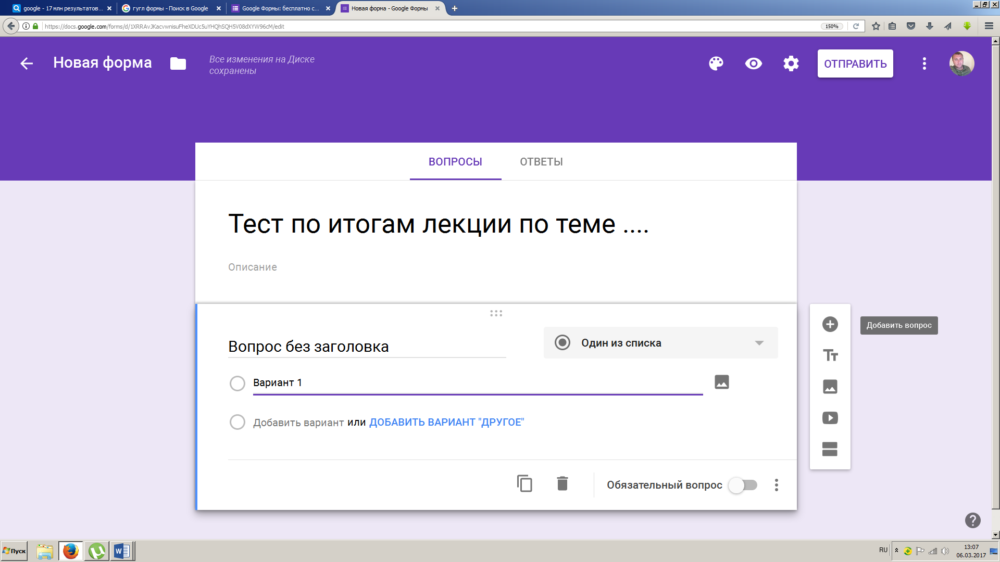 google - 17 млн результатов...
гугл формы - Поиск в Google
Google Формы: бесплатно с...
Новая форма - Google Формы
https://docs.google.com/forms/d/1XRRAvJKacvwnisuFheXDUc5uYHQhSQH5V08dXYW96cM/edit
150%
Новая форма
Все изменения на Диске
сохранены
ОТПРАВИТЬ
ВОПРОСЫ
ОТВЕТЫ
Тест по итогам лекции по теме ....
Описание
Вопрос без заголовка
Один из списка
Добавить вопрос
Вариант 1
Добавить вариант или ДОБАВИТЬ ВАРИАНТ "ДРУГОЕ"
Обязательный вопрос
Пуск
RU
13:07
06.03.2017